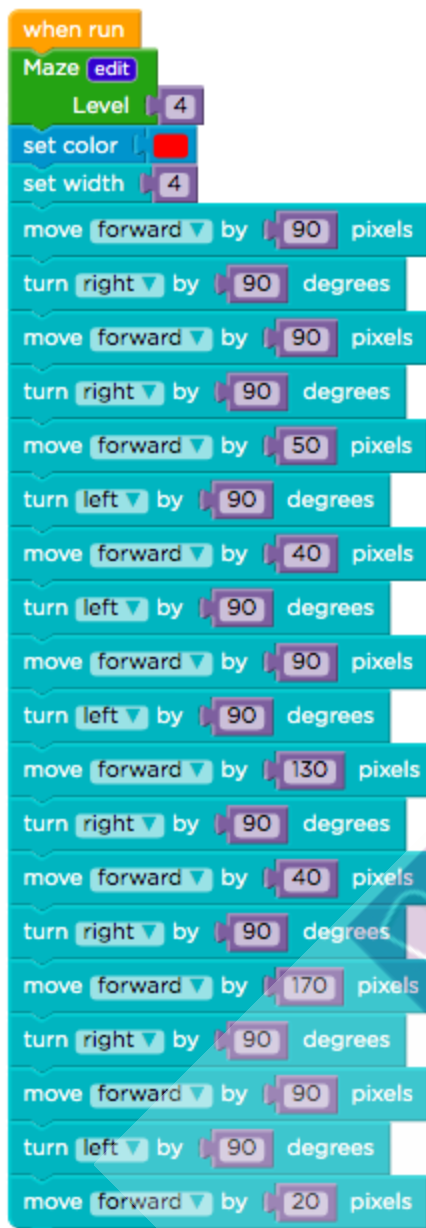 when run
Maze edit
Level 4
set color
set width 4
move forward by 90 pixels
turn right by 90 degrees
move forward by 90 pixels
turn right by 90 degrees
move forward by 50 pixels
turn left by 90 degrees
move forward by 40 pixels
turn left by 90 degrees
move forward by 90 pixels
turn left by 90 degrees
move forward by 130 pixels
turn right by 90 degrees
move forward by 40 pixels
turn right by 90 degrees
move forward by 170 pixels
turn right by 90 degrees
move forward by 90 pixels
turn left by 90 degrees
move forward by 20 pixels